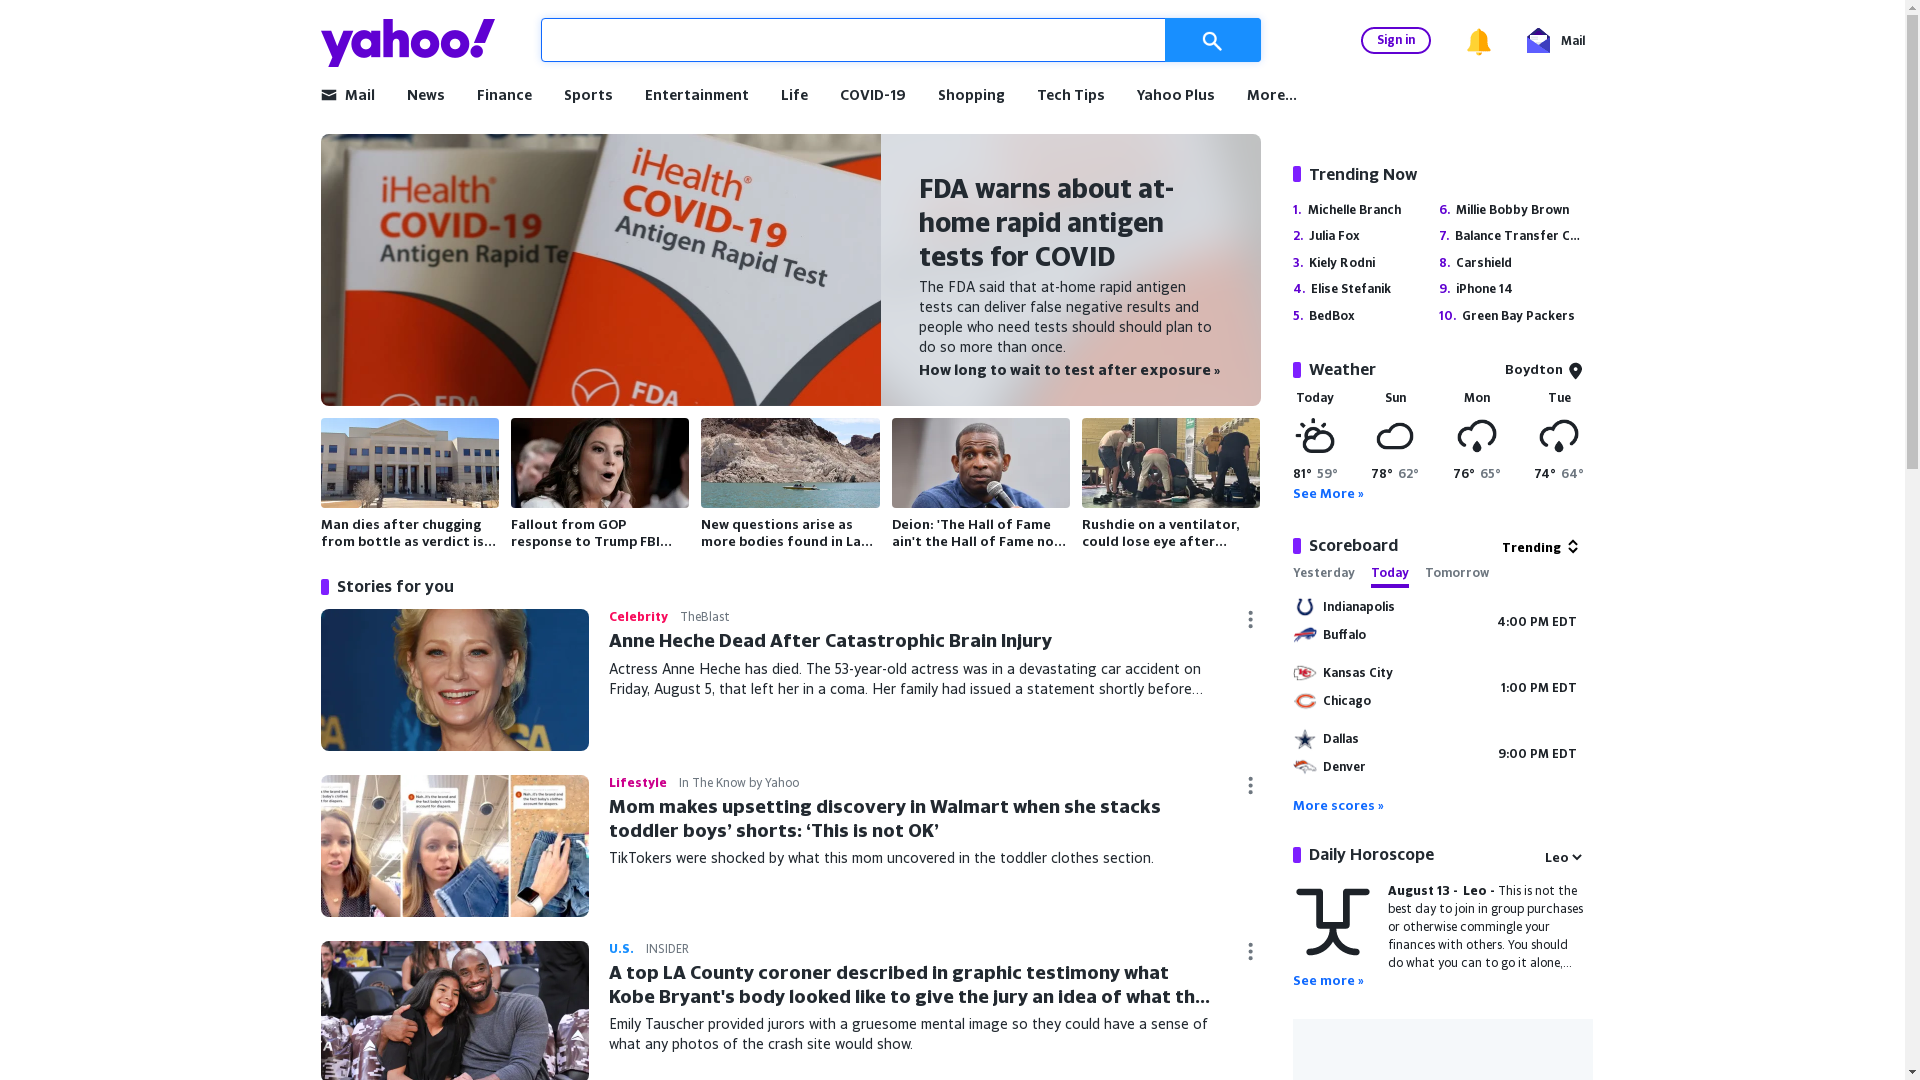 yahoo!
Sign in
Mail
Mail
News
Finance
Sports
Entertainment
Life
COVID-19
Shopping
Tech Tips
Yahoo Plus
More...
iHealth®
COVID-19
Antigen Rapid Te
FDA
iHealth®
COVID-19
Antigen Rapid Test
FDA
FDA warns about at-
home rapid antigen
tests for COVID
The FDA said that at-home rapid antigen
tests can deliver false negative results and
people who need tests should should plan to
do so more than once.
How long to wait to test after exposure »
Man dies after chugging
from bottle as verdict is...
Fallout from GOP
response to Trump FBI...
New questions arise as
more bodies found in La...
Deion: 'The Hall of Fame
ain't the Hall of Fame no...
Rushdie on a ventilator,
could lose eye after...
Stories for you
Celebrity TheBlast
Anne Heche Dead After Catastrophic Brain Injury
Actress Anne Heche has died. The 53-year-old actress was in a devastating car accident on
Friday, August 5, that left her in a coma. Her family had issued a statement shortly before...
Lifestyle In The Know by Yahoo
Mom makes upsetting discovery in Walmart when she stacks
toddler boys’ shorts: ‘This is not OK’
TikTokers were shocked by what this mom uncovered in the toddler clothes section.
U.S. INSIDER
A top LA County coroner described in graphic testimony what
Kobe Bryant's body looked like to give the jury an idea of what th...
Emily Tauscher provided jurors with a gruesome mental image so they could have a sense of
what any photos of the crash site would show.
Trending Now
1. Michelle Branch
2. Julia Fox
3. Kiely Rodni
4. Elise Stefanik
5. BedBox
6. Millie Bobby Brown
7. Balance Transfer C...
8. Carshield
9. iPhone 14
10. Green Bay Packers
Weather
Boydton
Today Sun Mon Tue
81° 59° 78° 62° 76° 65° 74° 64°
See More »
Scoreboard
Trending
Yesterday Today Tomorrow
Indianapolis
Buffalo
4:00 PM EDT
Kansas City
Chicago
1:00 PM EDT
Dallas
Denver
9:00 PM EDT
More scores »
Daily Horoscope
Leo
August 13 - Leo - This is not the
best day to join in group purchases
or otherwise commingle your
finances with others. You should
do what you can to go it alone,...
See more »